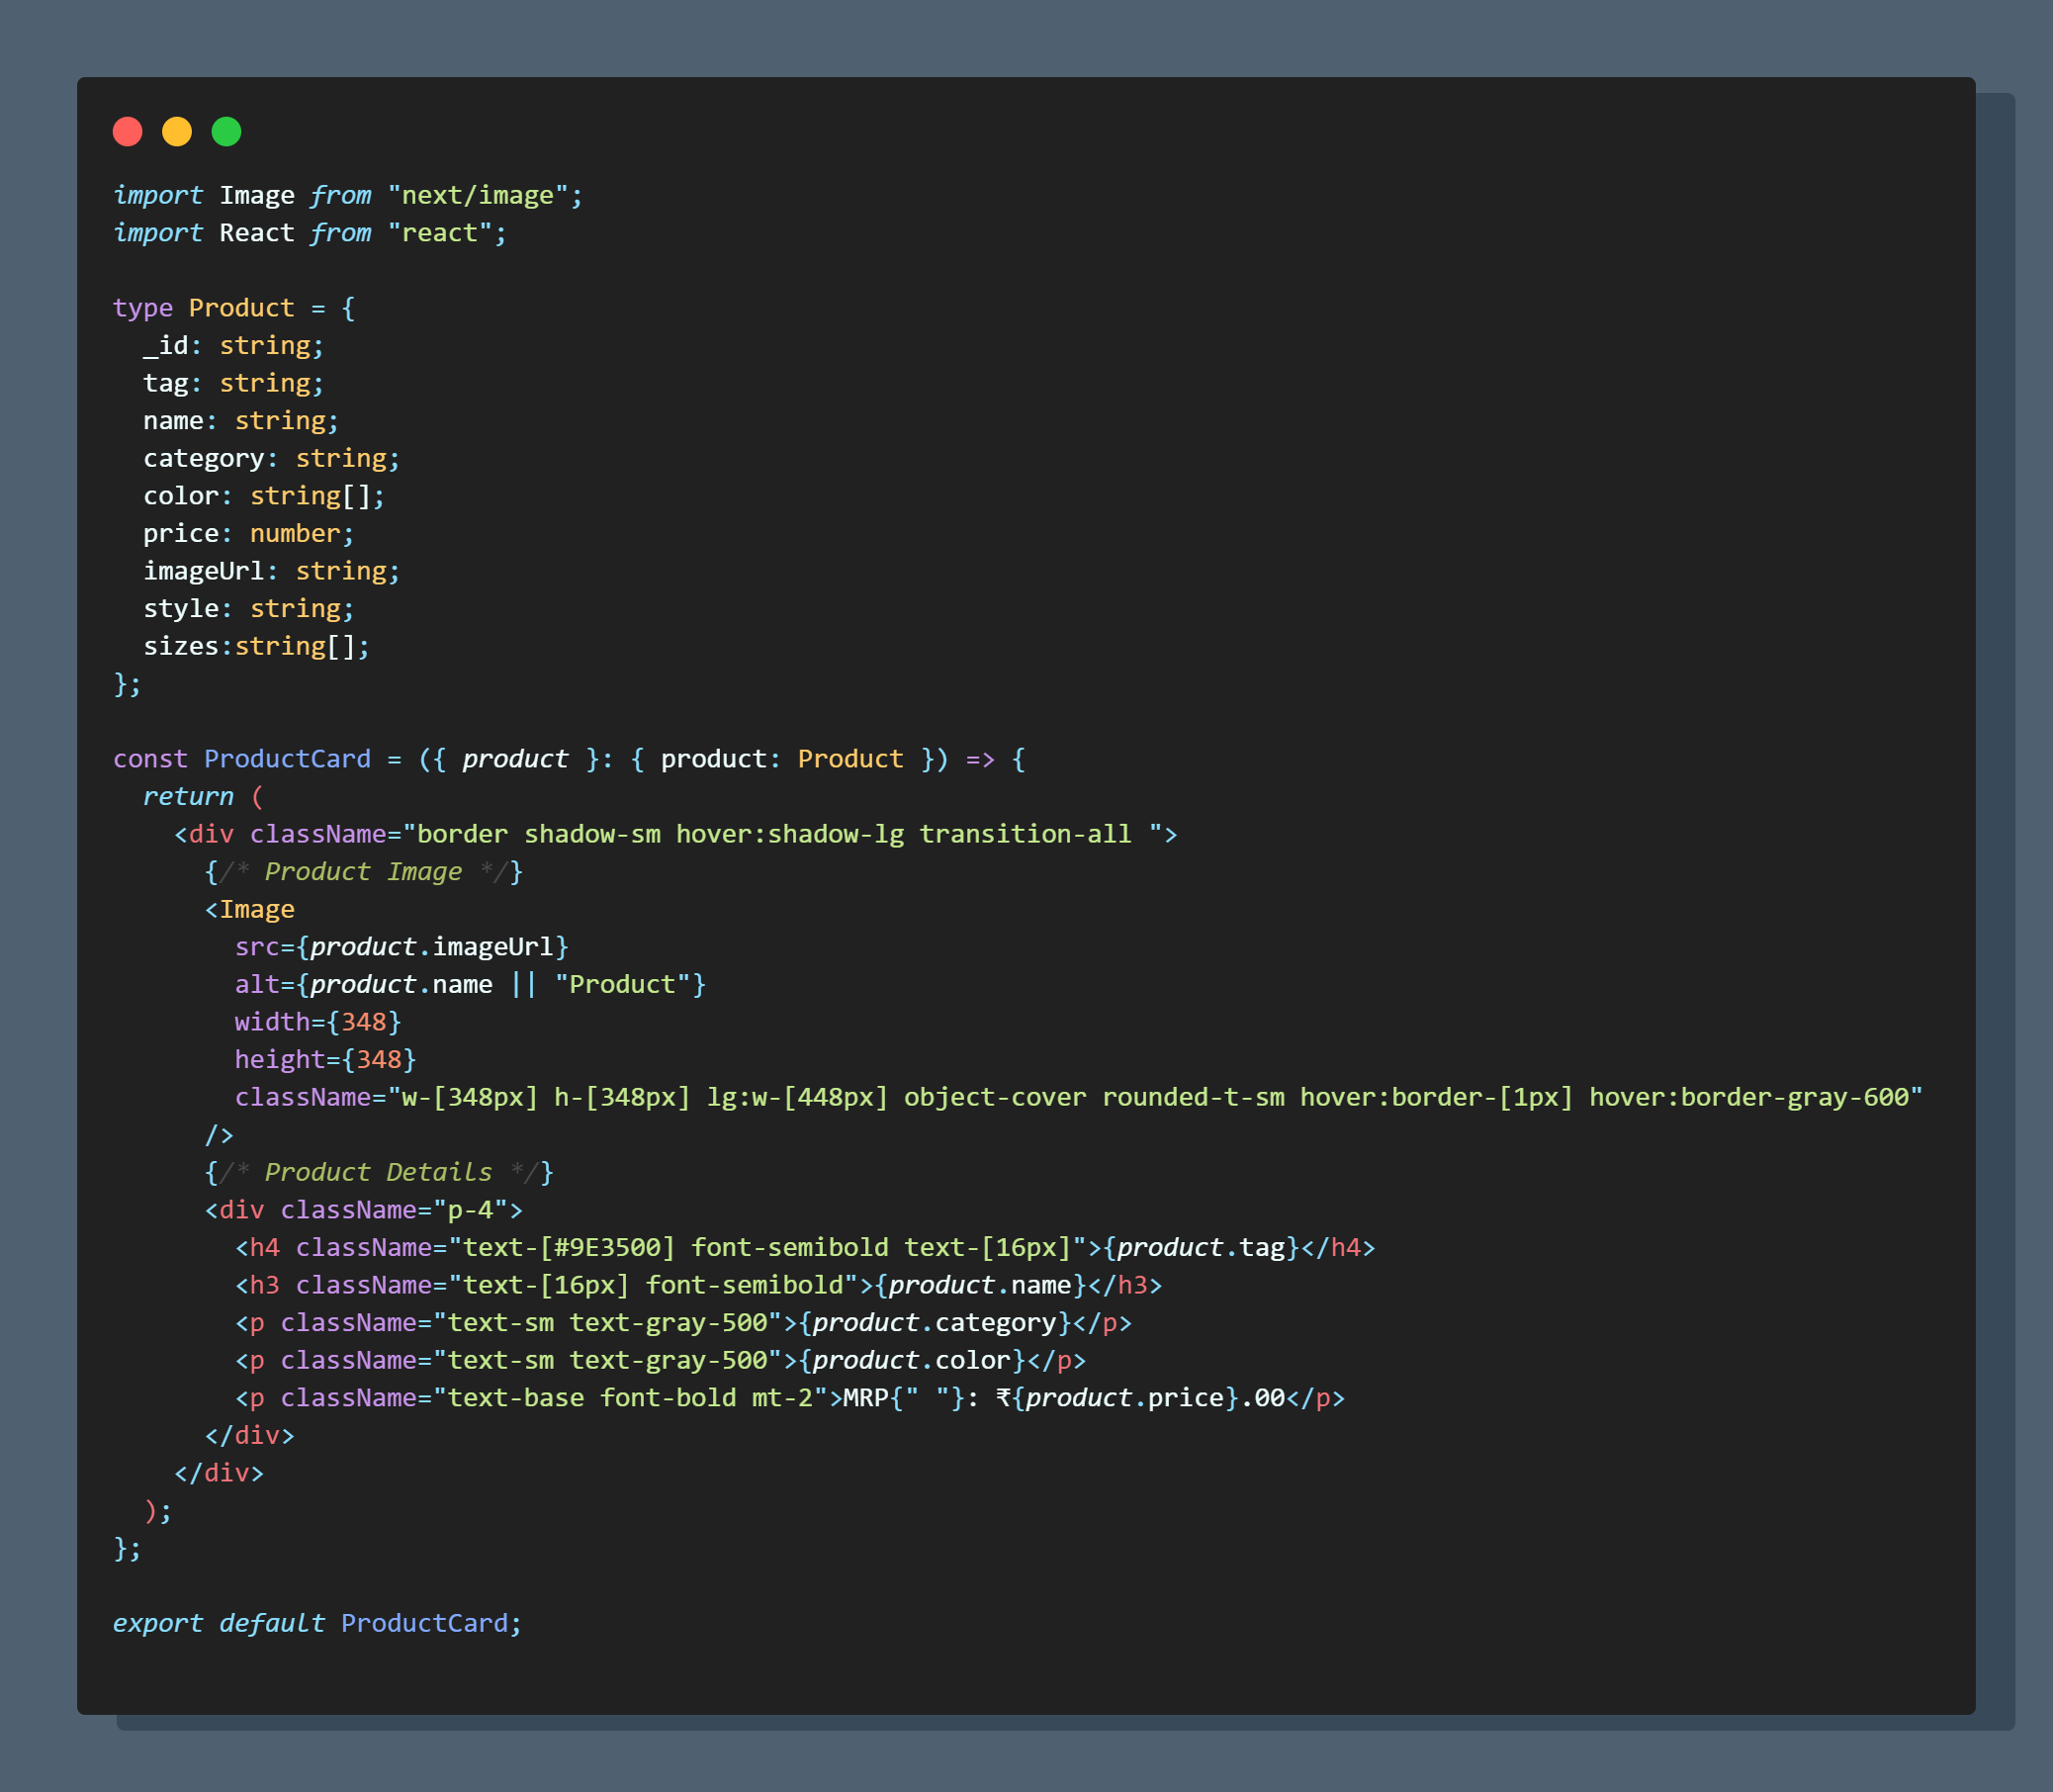 import Image from "next/image";
import React from "react";

type Product = {
  _id: string;
  tag: string;
  name: string;
  category: string;
  color: string[];
  price: number;
  imageUrl: string;
  style: string;
  sizes:string[];
};

const ProductCard = ({ product }: { product: Product }) => {
  return (
    <div className="border shadow-sm hover:shadow-lg transition-all ">
      {/* Product Image */}
      <Image
        src={product.imageUrl}
        alt={product.name || "Product"}
        width={348}
        height={348}
        className="w-[348px] h-[348px] lg:w-[448px] object-cover rounded-t-sm hover:border-[1px] hover:border-gray-600"
      />
      {/* Product Details */}
      <div className="p-4">
        <h4 className="text-[#9E3500] font-semibold text-[16px]">{product.tag}</h4>
        <h3 className="text-[16px] font-semibold">{product.name}</h3>
        <p className="text-sm text-gray-500">{product.category}</p>
        <p className="text-sm text-gray-500">{product.color}</p>
        <p className="text-base font-bold mt-2">MRP{" "}: ₹{product.price}.00</p>
      </div>
    </div>
  );
};

export default ProductCard;